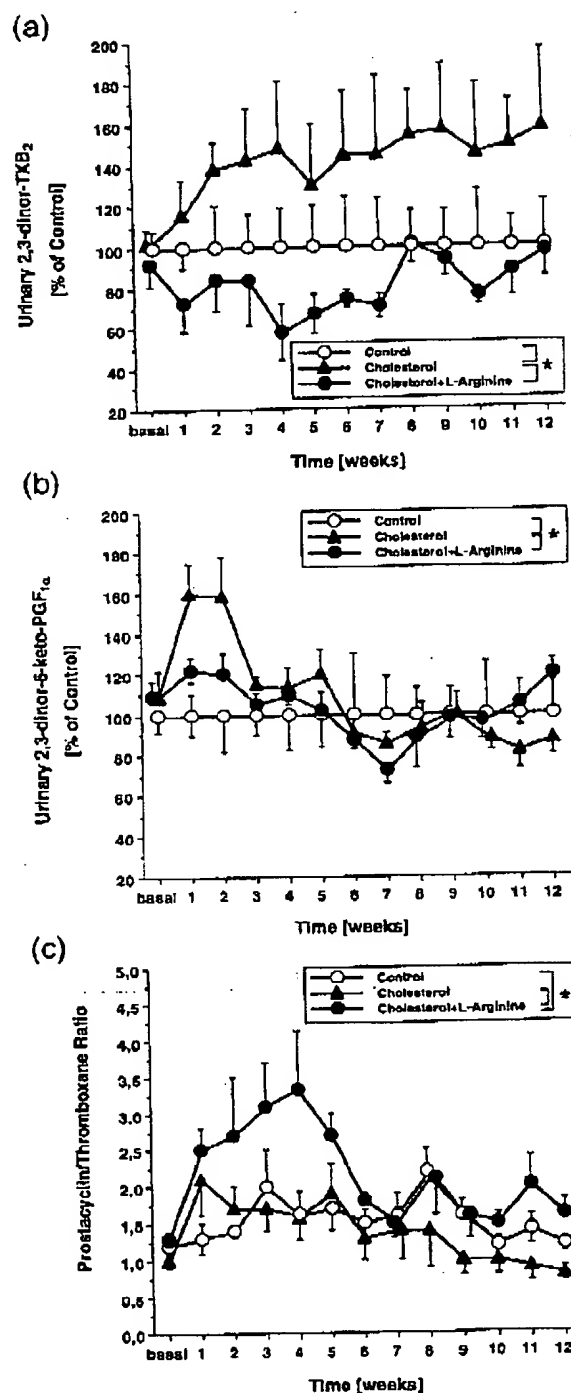 (a)
200
180
160
140
120
100
80
60
40
20
Urinary 2,3-dinor-TXB2
[% of Control]
Control
Cholesterol
Cholesterol+L-Arginine
*
basal 1 2 3 4 5 6 7 8 9 10 11 12
Time [weeks]
(b)
200
180
160
140
120
100
80
60
40
20
Urinary 2,3-dinor-6-keto-PGF1α
[% of Control]
Control
Cholesterol
Cholesterol+L-Arginine
*
basal 1 2 3 4 5 6 7 8 9 10 11 12
Time [weeks]
(c)
5,0
4,5
4,0
3,5
3,0
2,5
2,0
1,5
1,0
0,5
0,0
Prostacyclin/Thromboxane Ratio
Control
Cholesterol
Cholesterol+L-Arginine
*
basal 1 2 3 4 5 6 7 8 9 10 11 12
Time [weeks]